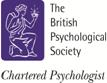 The
British
Psychological
Society
Chartered Psychologist